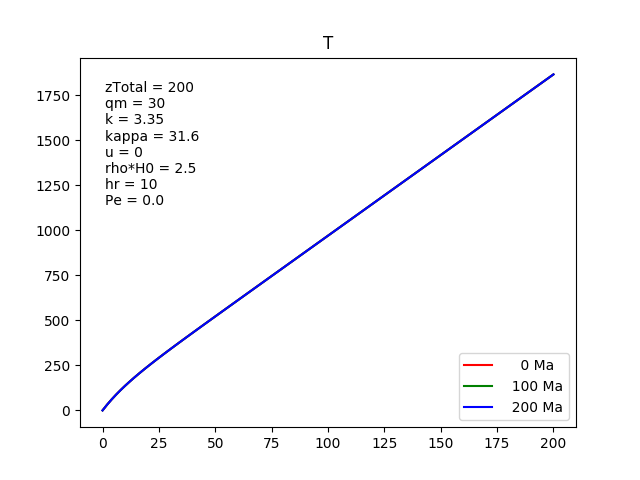 T
zTotal = 200
qm = 30
k = 3.35
kappa = 31.6
u = 0
rho*H0 = 2.5
hr = 10
Pe = 0.0
1750
1500
1250
1000
750
500
250
0
0 Ma
100 Ma
200 Ma
0 25 50 75 100 125 150 175 200